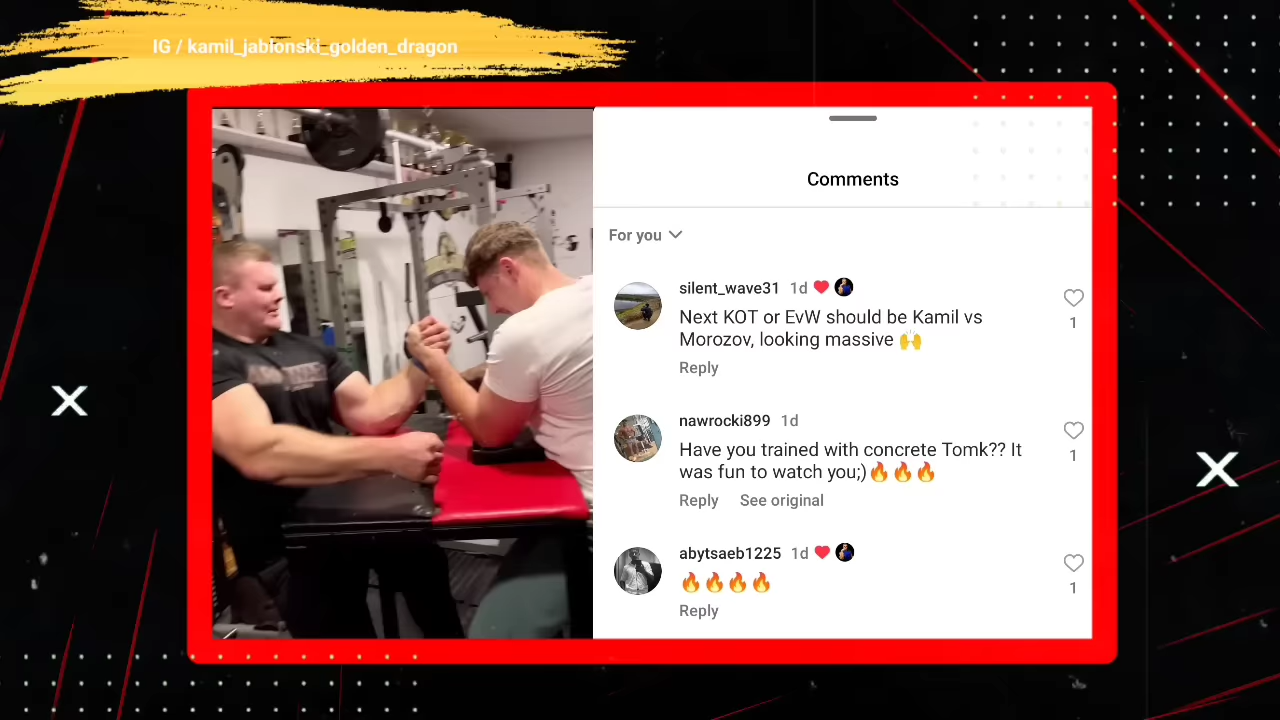 IG / kamil_jablonski_golden_dragon
Comments
For you
silent_wave31 1d
Next KOT or EvW should be Kamil vs
Morozov, looking massive 🙌
1
Reply
nawrocki899 1d
Have you trained with concrete Tomk?? It
was fun to watch you;)🔥🔥🔥
1
Reply See original
abytsaeb1225 1d
🔥🔥🔥🔥
1
Reply